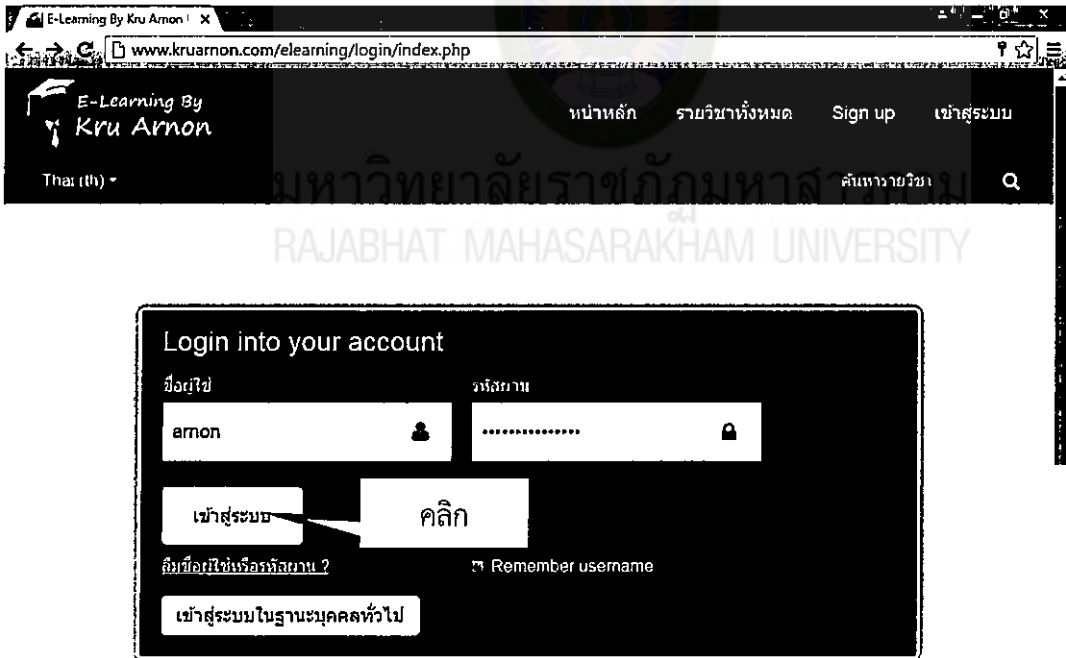 E-Learning By Kru Arnon
www.kruarnon.com/elearning/login/index.php
E-Learning By
Kru Arnon
หน้าหลัก รายวิชาทั้งหมด Sign up เข้าสู่ระบบ
Thai (th)
ค้นหารายวิชา
มหาวิทยาลัยราชภัฏมหาสารคาม
RAJABHAT MAHASARAKHAM UNIVERSITY
Login into your account
ชื่อผู้ใช้ รหัสผ่าน
arnon •••••••••••••••
เข้าสู่ระบบ คลิก
ลืมชื่อผู้ใช้หรือรหัสผ่าน ? Remember username
เข้าสู่ระบบในฐานะบุคคลทั่วไป